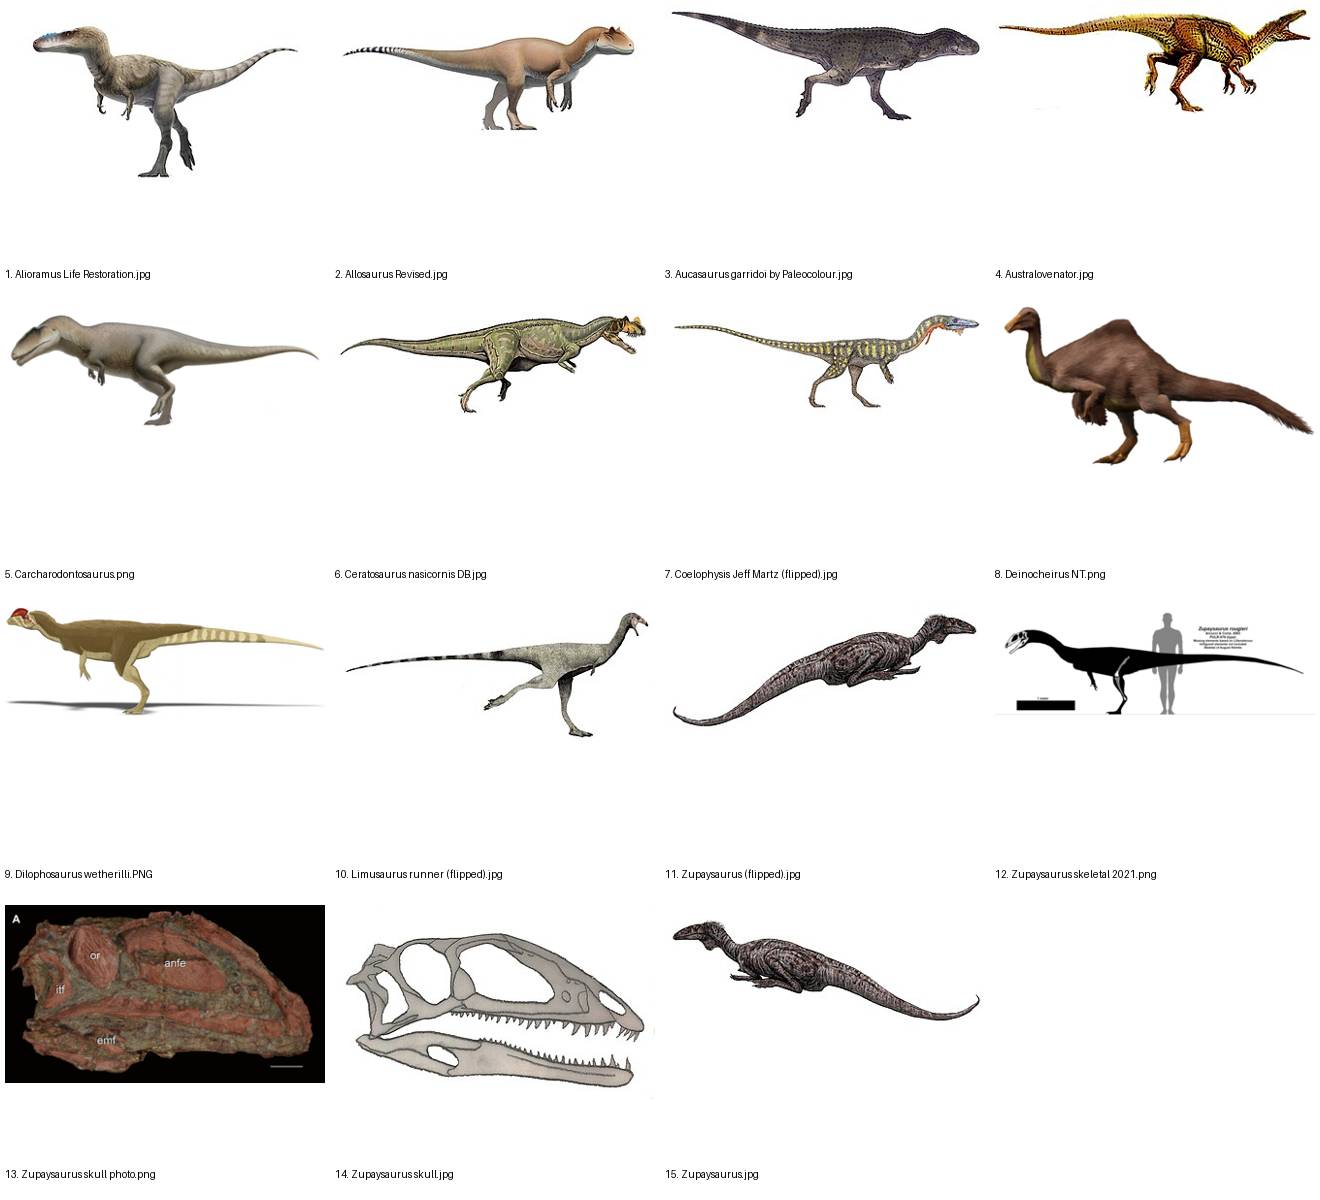 1. Alioramus Life Restoration.jpg
2. Allosaurus Revised.jpg
3. Aucasaurus garridoi by Paleocolour.jpg
4. Australovenator.jpg
5. Carcharodontosaurus.png
6. Ceratosaurus nasicornis DB.jpg
7. Coelophysis Jeff Martz (flipped).jpg
8. Deinocheirus NT.png
Zupaysaurus rougieri
9. Dilophosaurus wetherilli.PNG
10. Limusaurus runner (flipped).jpg
11. Zupaysaurus (flipped).jpg
12. Zupaysaurus skeletal 2021.png
A
or
anfe
itf
emf
13. Zupaysaurus skull photo.png
14. Zupaysaurus skull.jpg
15. Zupaysaurus.jpg